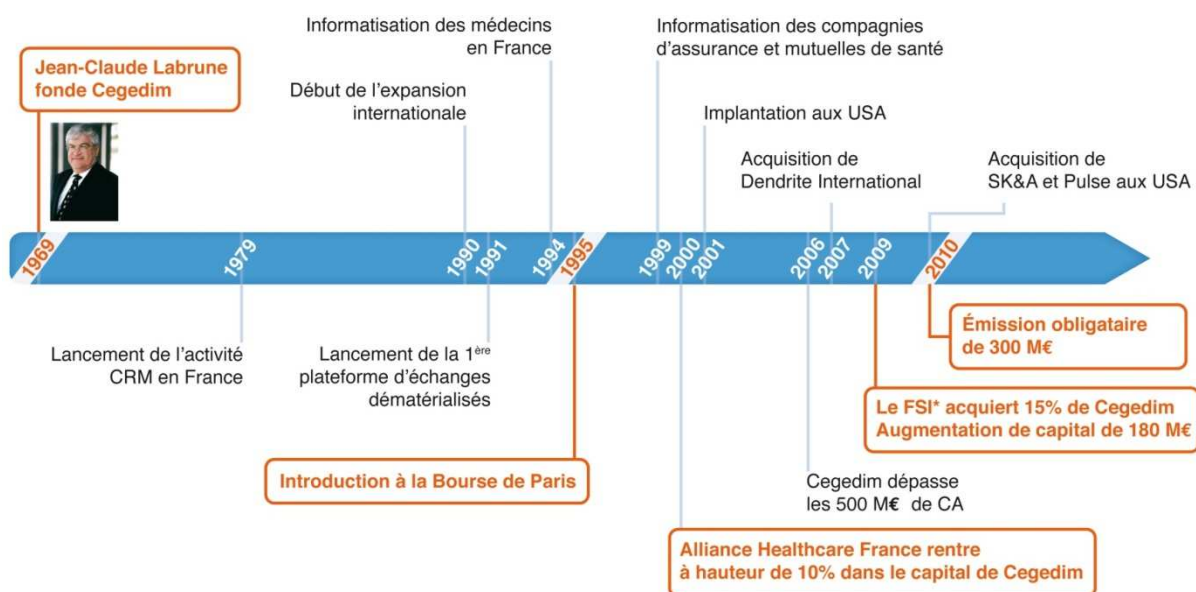 Informatisation des médecins
en France
Informatisation des compagnies
d'assurance et mutuelles de santé
Jean-Claude Labrune
fonde Cegedim
Début de l'expansion
internationale
Implantation aux USA
Acquisition de
Dendrite International
Acquisition de
SK&A et Pulse aux USA
1969
1979
1990
1991
1994
1995
1999
2000
2001
2006
2007
2009
2010
Émission obligataire
de 300 M€
Lancement de l'activité
CRM en France
Lancement de la 1ère
plateforme d'échanges
dématérialisés
Le FSI* acquiert 15% de Cegedim
Augmentation de capital de 180 M€
Introduction à la Bourse de Paris
Cegedim dépasse
les 500 M€ de CA
Alliance Healthcare France rentre
à hauteur de 10% dans le capital de Cegedim